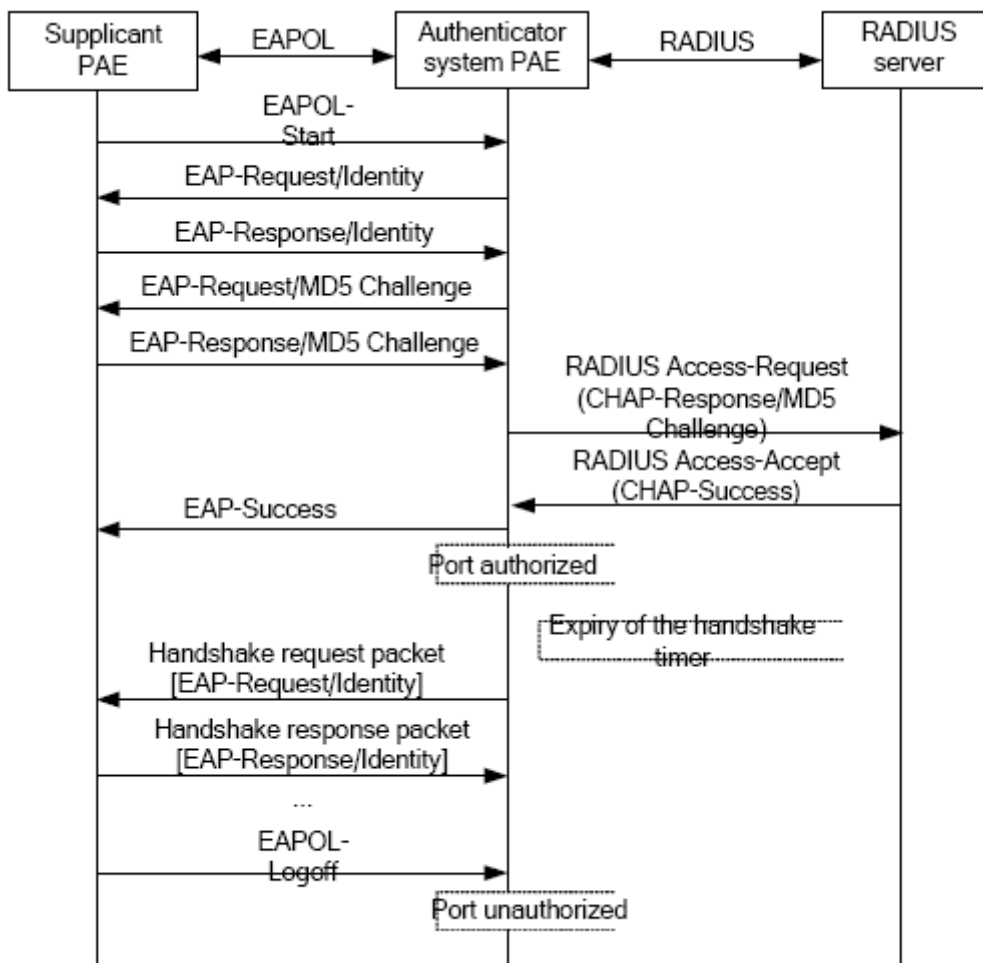 Supplicant
PAE
EAPOL
Authenticator
system PAE
RADIUS
RADIUS
server
EAPOL-
Start
EAP-Request/Identity
EAP-Response/Identity
EAP-Request/MD5 Challenge
EAP-Response/MD5 Challenge
RADIUS Access-Request
(CHAP-Response/MD5
Challenge)
RADIUS Access-Accept
(CHAP-Success)
EAP-Success
Port authorized
Expiry of the handshake
timer
Handshake request packet
[EAP-Request/Identity]
Handshake response packet
[EAP-Response/Identity]
...
EAPOL-
Logoff
Port unauthorized